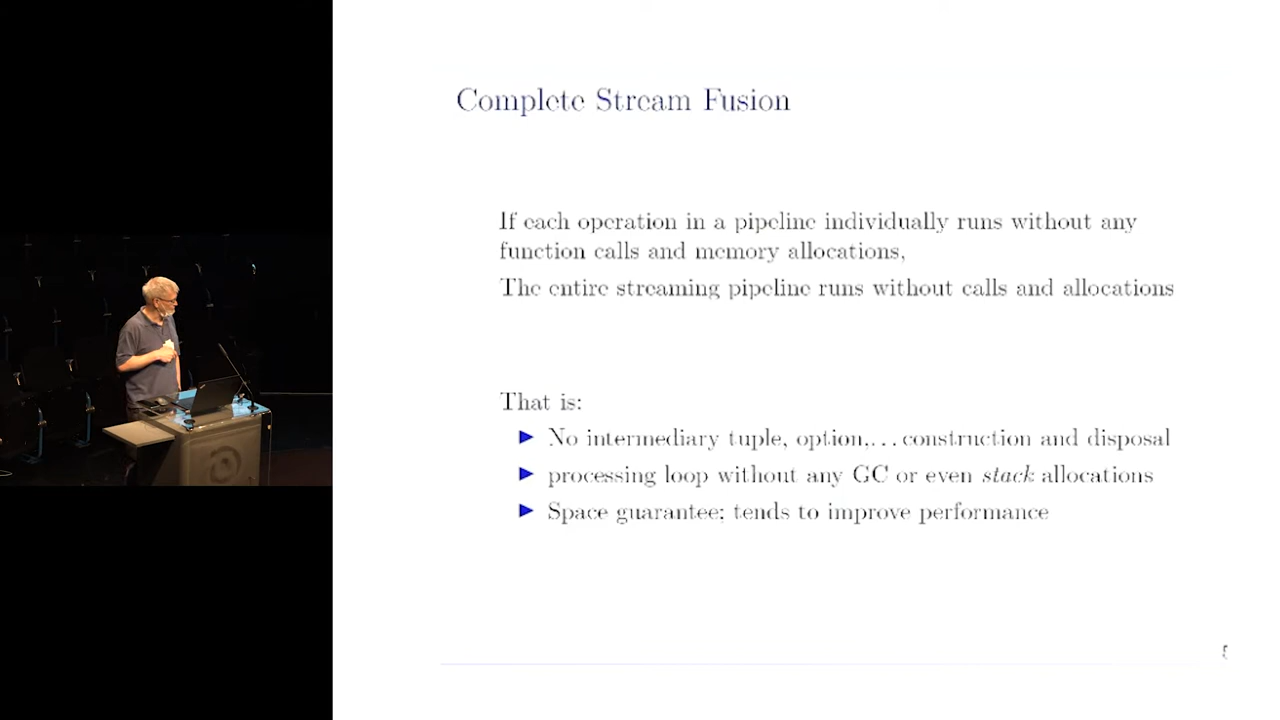 Complete Stream Fusion
If each operation in a pipeline individually runs without any
function calls and memory allocations,
The entire streaming pipeline runs without calls and allocations
That is:
▶ No intermediary tuple, option,... construction and disposal
▶ processing loop without any GC or even stack allocations
▶ Space guarantee; tends to improve performance